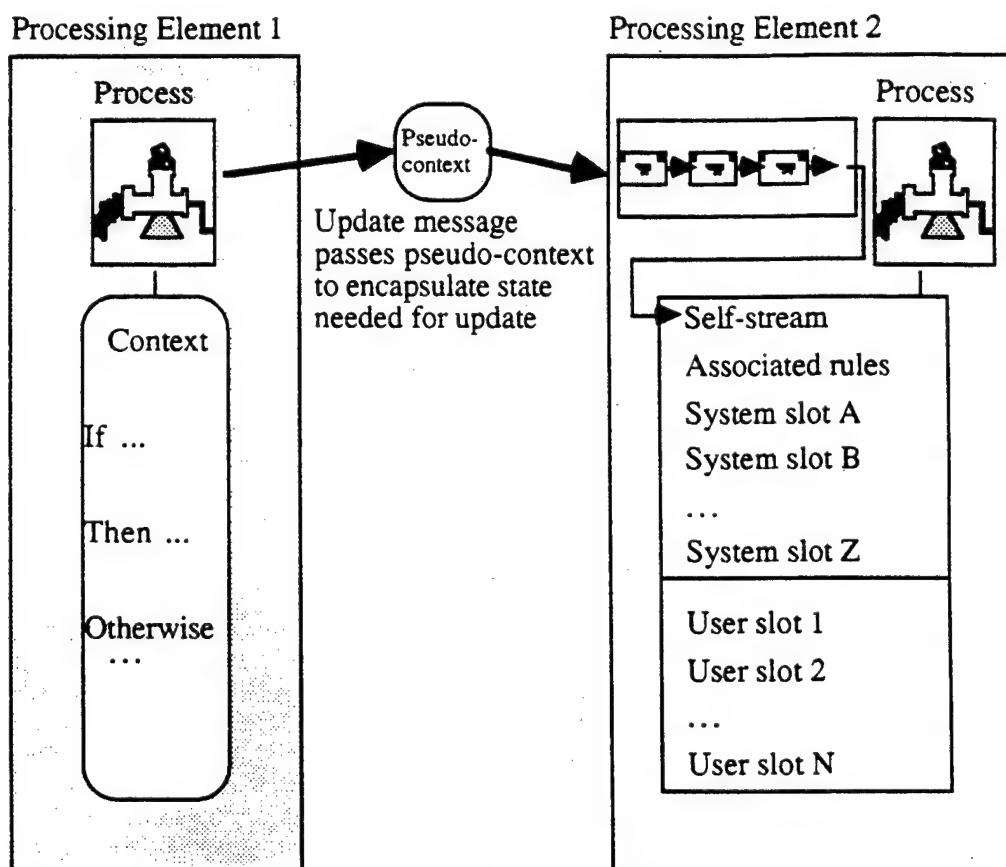 Processing Element 1
Processing Element 2
Process
Process
Pseudo-
context
Update message
passes pseudo-context
to encapsulate state
needed for update
Context
If ...
Then ...
Otherwise
...
Self-stream
Associated rules
System slot A
System slot B
...
System slot Z
User slot 1
User slot 2
...
User slot N